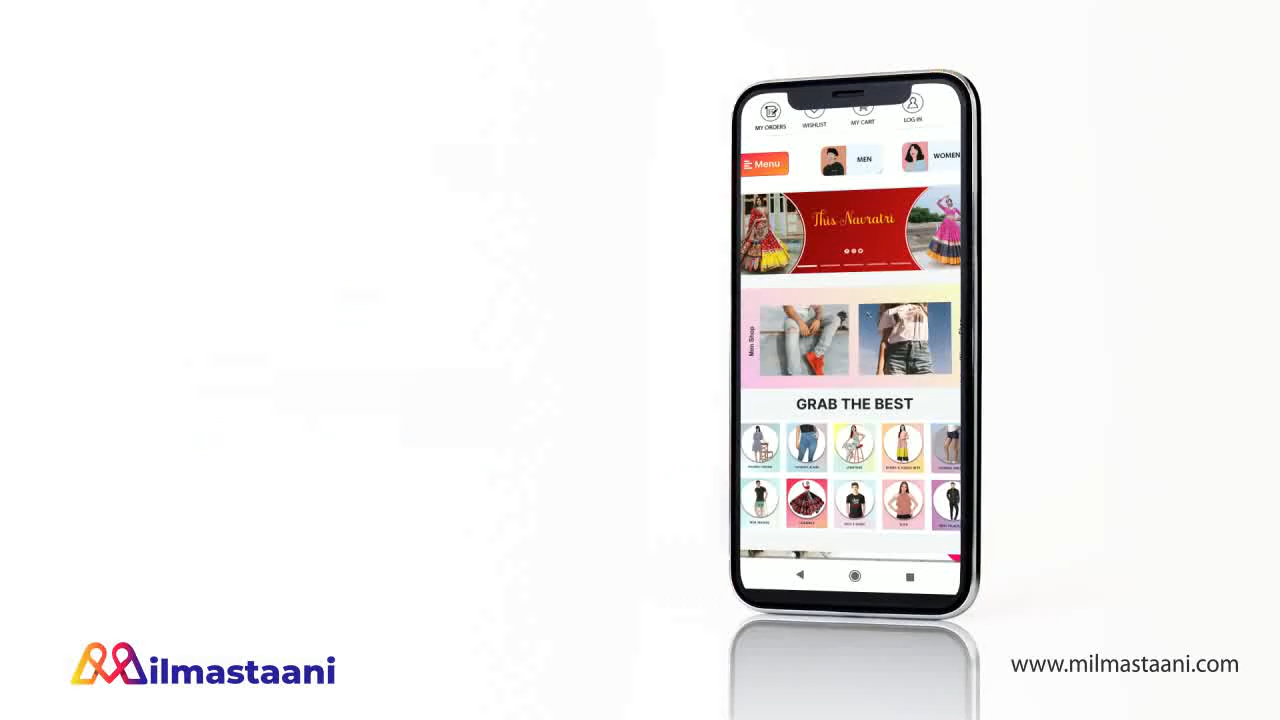 MY ORDERS
WISHLIST
MY CART
LOG IN
Menu
MEN
WOMEN
This Navratri
Men Shop
GRAB THE BEST
Milmastaani
www.milmastaani.com